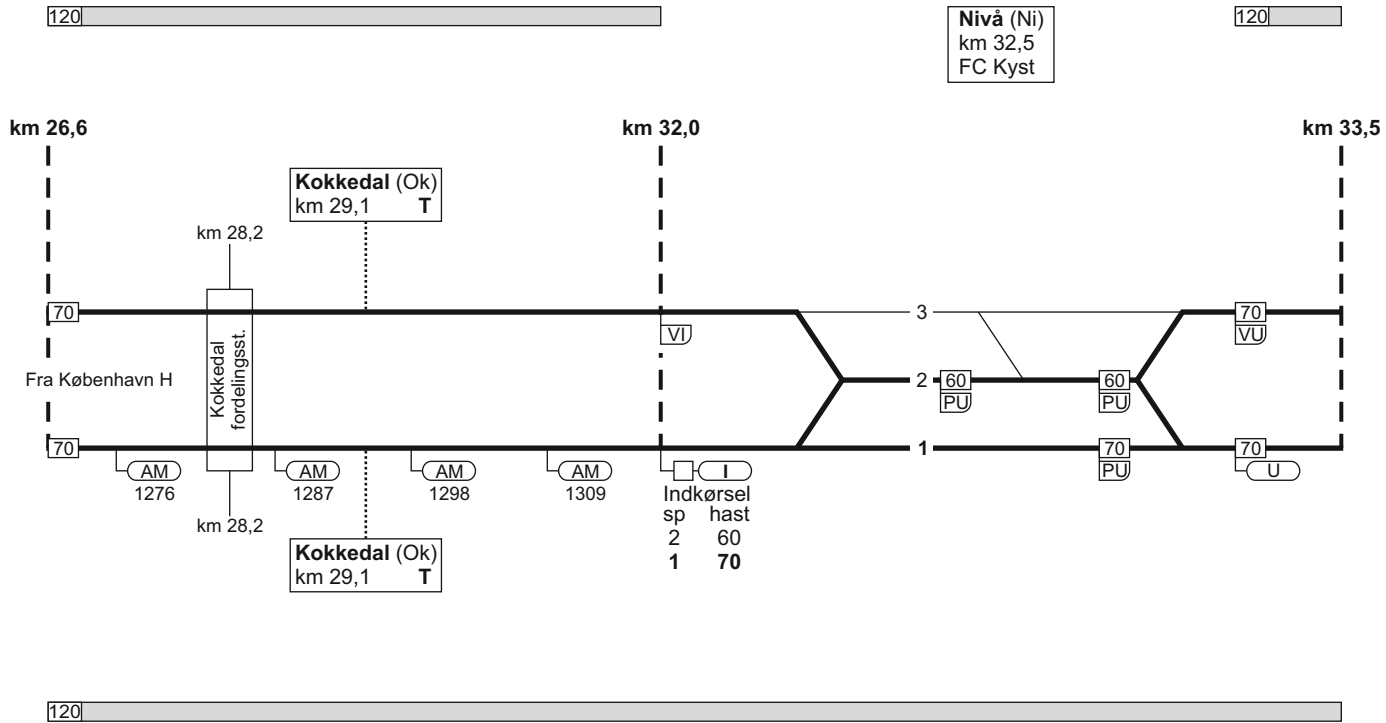 120
Nivå (Ni)
km 32,5
FC Kyst
120
km 26,6
km 32,0
km 33,5
Kokkedal (Ok)
km 29,1 T
km 28,2
70
3
70
VI
VU
Fra København H
Kokkedal
fordelingsst.
2
60
60
PU
PU
70
1
70
70
AM
AM
AM
AM
I
PU
U
1276
1287
1298
1309
Indkørsel
sp hast
2 60
1 70
km 28,2
Kokkedal (Ok)
km 29,1 T
120